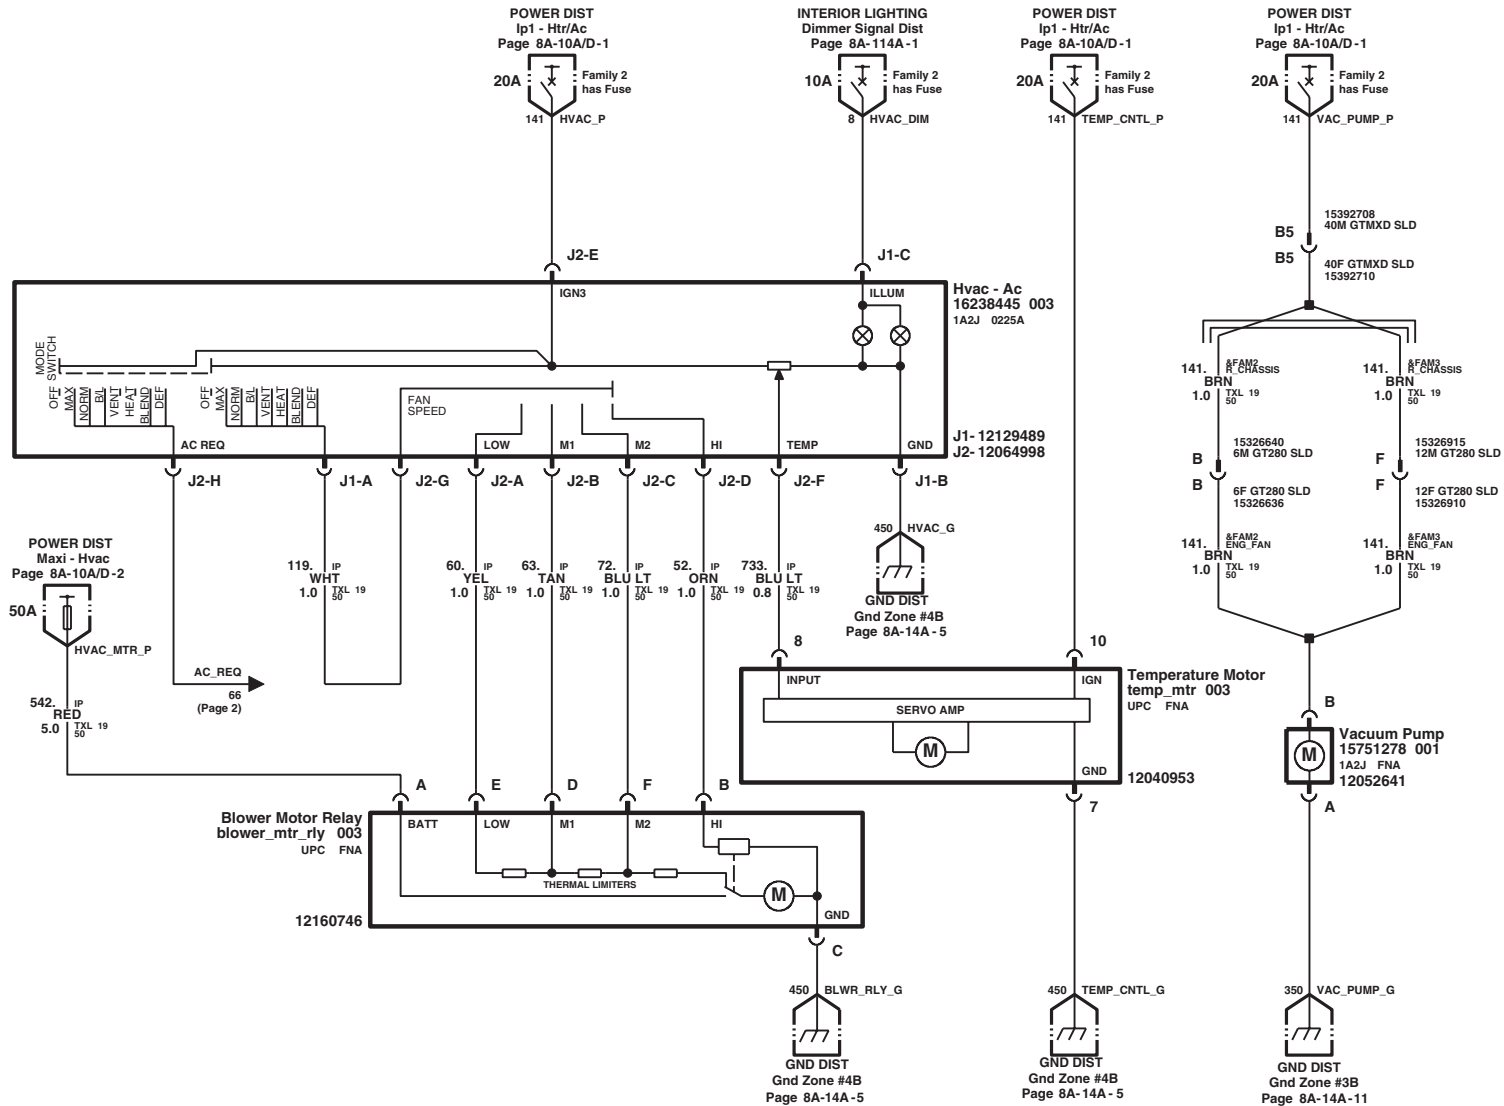 POWER DIST
Ip1 - Htr/Ac
Page 8A-10A/D-1
20A
Family 2
has Fuse
141 HVAC_P
INTERIOR LIGHTING
Dimmer Signal Dist
Page 8A-114A-1
10A
Family 2
has Fuse
8 HVAC_DIM
POWER DIST
Ip1 - Htr/Ac
Page 8A-10A/D-1
20A
Family 2
has Fuse
141 TEMP_CNTL_P
POWER DIST
Ip1 - Htr/Ac
Page 8A-10A/D-1
20A
Family 2
has Fuse
141 VAC_PUMP_P
J2-E
J1-C
B5
15392708
40M GTMXD SLD
B5
40F GTMXD SLD
15392710
IGN3
ILLUM
Hvac - Ac
16238445 003
1A2J 0225A
MODE
SWITCH
OFF
MAX
NORM
B/L
VENT
HEAT
BLEND
DEF
OFF
MAX
NORM
B/L
VENT
HEAT
BLEND
DEF
FAN
SPEED
AC REQ
LOW
M1
M2
HI
TEMP
GND
J1- 12129489
J2- 12064998
J2-H
J1-A
J2-G
J2-A
J2-B
J2-C
J2-D
J2-F
J1-B
141. &FAM2
R_CHASSIS
BRN
1.0 TXL 19
50
141. &FAM3
R_CHASSIS
BRN
1.0 TXL 19
50
15326640
6M GT280 SLD
B
B
6F GT280 SLD
15326636
15326915
12M GT280 SLD
F
F
12F GT280 SLD
15326910
141. &FAM2
ENG_FAN
BRN
1.0 TXL 19
50
141. &FAM3
ENG_FAN
BRN
1.0 TXL 19
50
POWER DIST
Maxi - Hvac
Page 8A-10A/D-2
50A
HVAC_MTR_P
119. IP
WHT
1.0 TXL 19
50
60. IP
YEL
1.0 TXL 19
50
63. IP
TAN
1.0 TXL 19
50
72. IP
BLU LT
1.0 TXL 19
50
52. IP
ORN
1.0 TXL 19
50
733. IP
BLU LT
0.8 TXL 19
50
450 HVAC_G
GND DIST
Gnd Zone #4B
Page 8A-14A-5
AC_REQ
66
(Page 2)
542. IP
RED
5.0 TXL 19
50
8
10
INPUT
IGN
SERVO AMP
M
GND
Temperature Motor
temp_mtr 003
UPC FNA
12040953
7
B
M
Vacuum Pump
15751278 001
1A2J FNA
12052641
A
A
E
D
F
B
Blower Motor Relay
blower_mtr_rly 003
UPC FNA
BATT
LOW
M1
M2
HI
THERMAL LIMITERS
M
GND
12160746
C
450 BLWR_RLY_G
GND DIST
Gnd Zone #4B
Page 8A-14A-5
450 TEMP_CNTL_G
GND DIST
Gnd Zone #4B
Page 8A-14A-5
350 VAC_PUMP_G
GND DIST
Gnd Zone #3B
Page 8A-14A-11